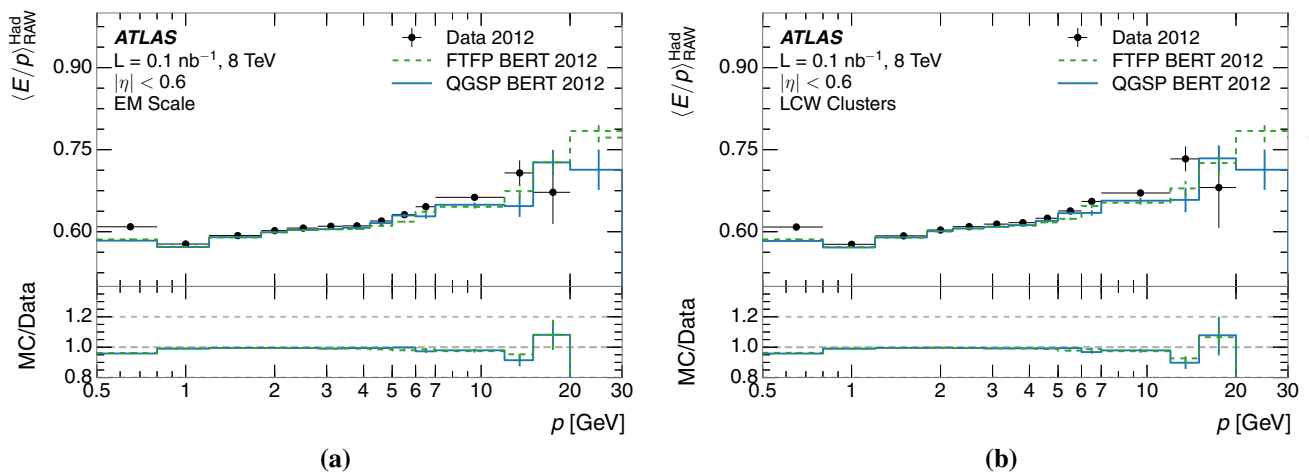 ⟨E/p⟩Had RAW
ATLAS
L = 0.1 nb−1, 8 TeV
|η| < 0.6
EM Scale
Data 2012
FTFP BERT 2012
QGSP BERT 2012
0.90
0.75
0.60
MC/Data
1.2
1.0
0.8
0.5 1 2 3 4 5 6 7 10 20 30
p [GeV]
(a)
⟨E/p⟩Had RAW
ATLAS
L = 0.1 nb−1, 8 TeV
|η| < 0.6
LCW Clusters
Data 2012
FTFP BERT 2012
QGSP BERT 2012
0.90
0.75
0.60
MC/Data
1.2
1.0
0.8
0.5 1 2 3 4 5 6 7 10 20 30
p [GeV]
(b)